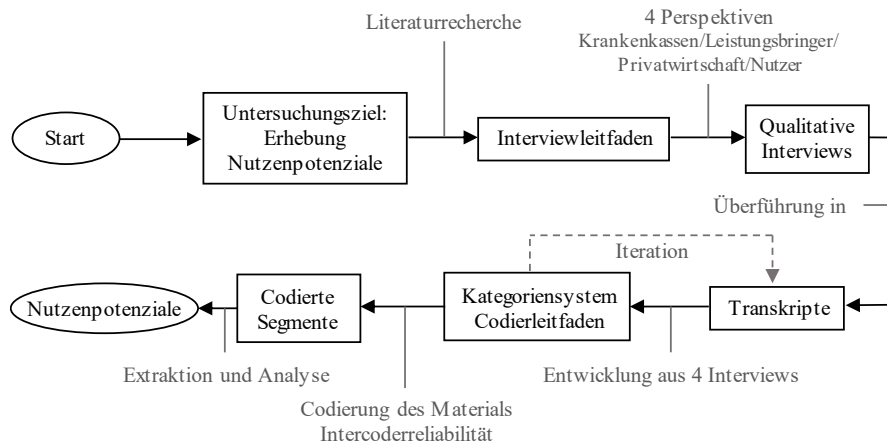 Literaturrecherche
4 Perspektiven
Krankenkassen/Leistungsbringer/
Privatwirtschaft/Nutzer
Start
Untersuchungsziel:
Erhebung
Nutzenpotenziale
Interviewleitfaden
Qualitative
Interviews
Überführung in
Iteration
Nutzenpotenziale
Codierte
Segmente
Kategoriensystem
Codierleitfaden
Transkripte
Extraktion und Analyse
Entwicklung aus 4 Interviews
Codierung des Materials
Intercoderreliabilität